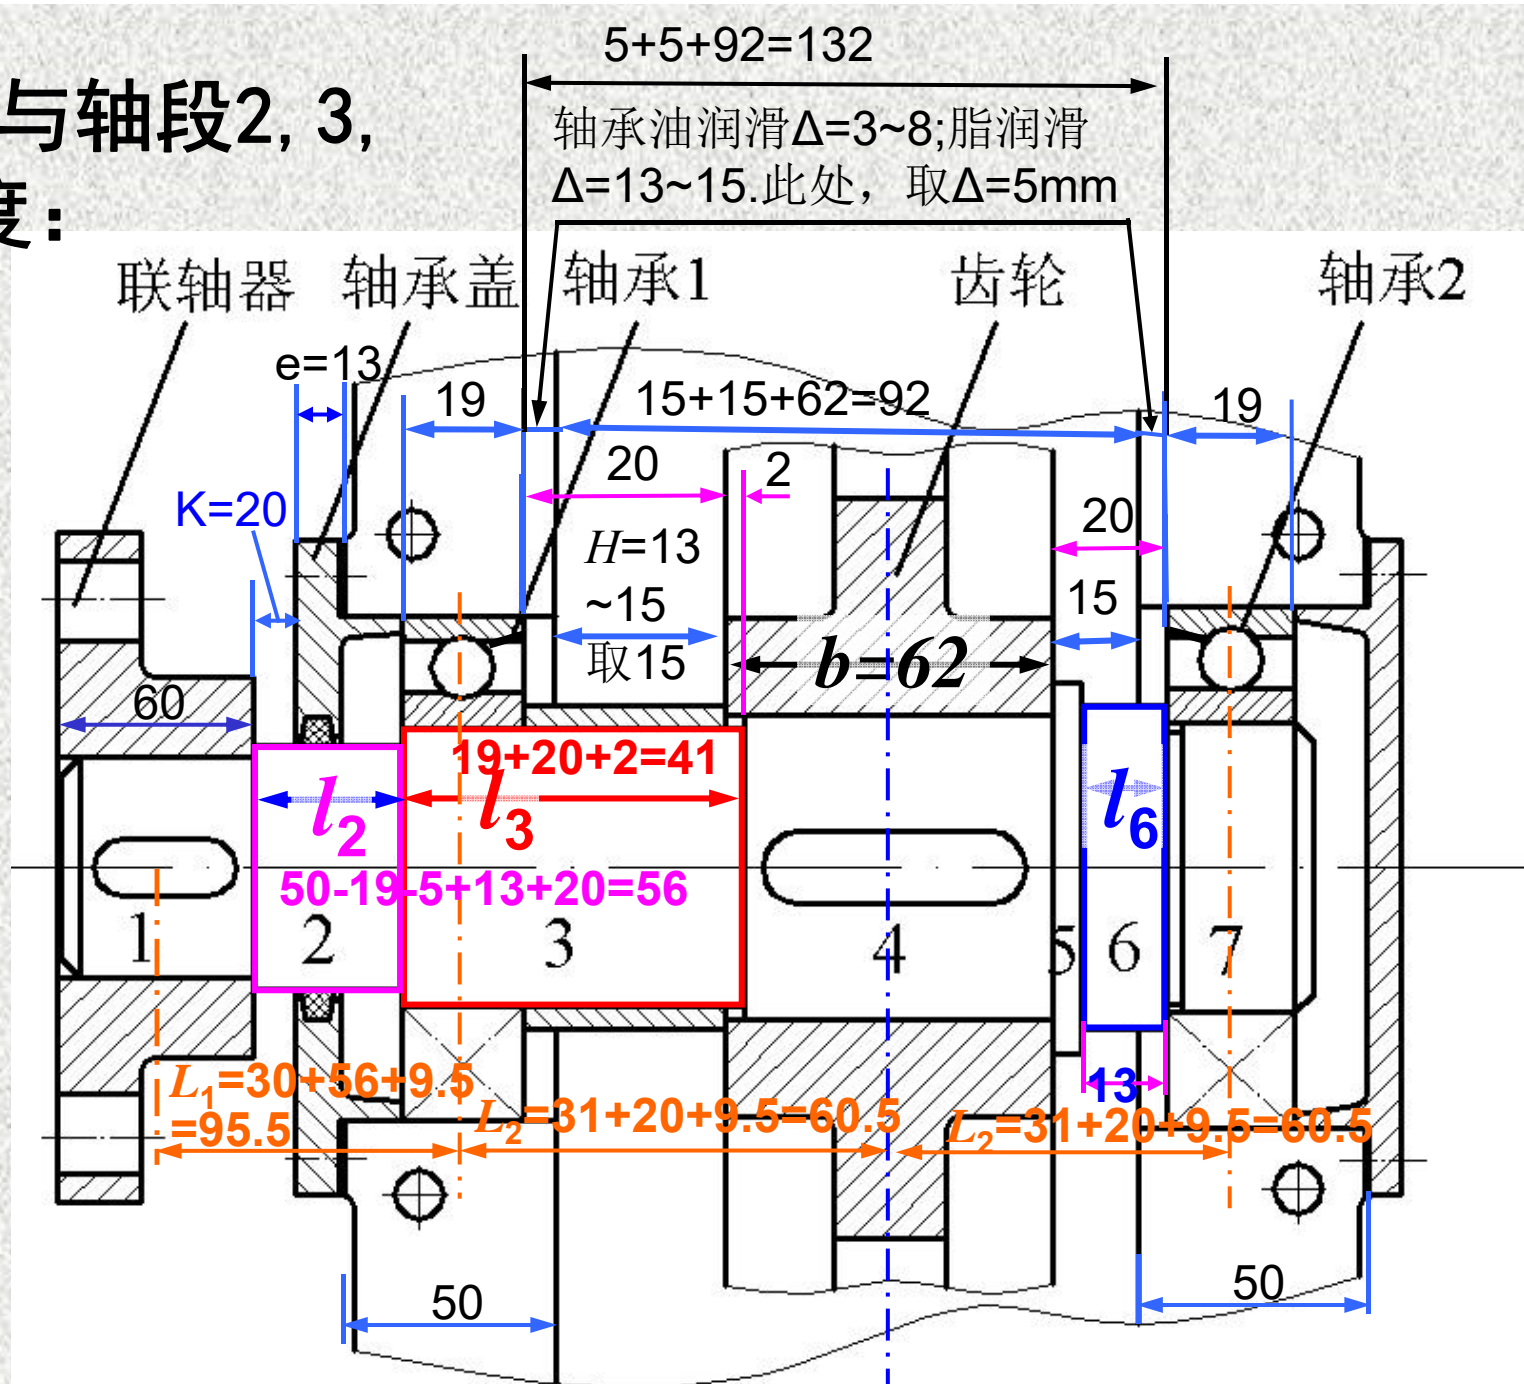 5+5+92=132
与轴段2,3,
轴承油润滑Δ=3~8;脂润滑
Δ=13~15.此处，取Δ=5mm
度：
联轴器
轴承盖
轴承1
齿轮
轴承2
e=13
19
15+15+62=92
19
20
2
K=20
20
H=13
~15
取15
15
b=62
60
19+20+2=41
l2
l3
l6
50-19-5+13+20=56
1
2
3
4
5
6
7
L1=30+56+9.5
=95.5
L2=31+20+9.5=60.5
13
L2=31+20+9.5=60.5
50
50